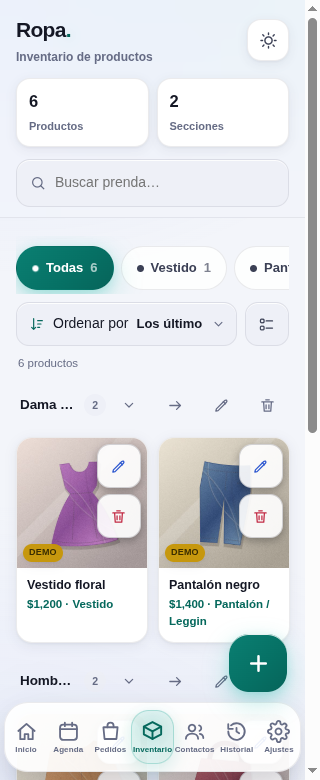 Ropa.
Inventario de productos
6
Productos
2
Secciones
Buscar prenda…
Todas 6
Vestido 1
Pant
Ordenar por Los último
6 productos
Dama ... 2
DEMO
Vestido floral
$1,200 · Vestido
DEMO
Pantalón negro
$1,400 · Pantalón /
Leggin
Homb... 2
Inicio
Agenda
Pedidos
Inventario
Contactos
Historial
Ajustes